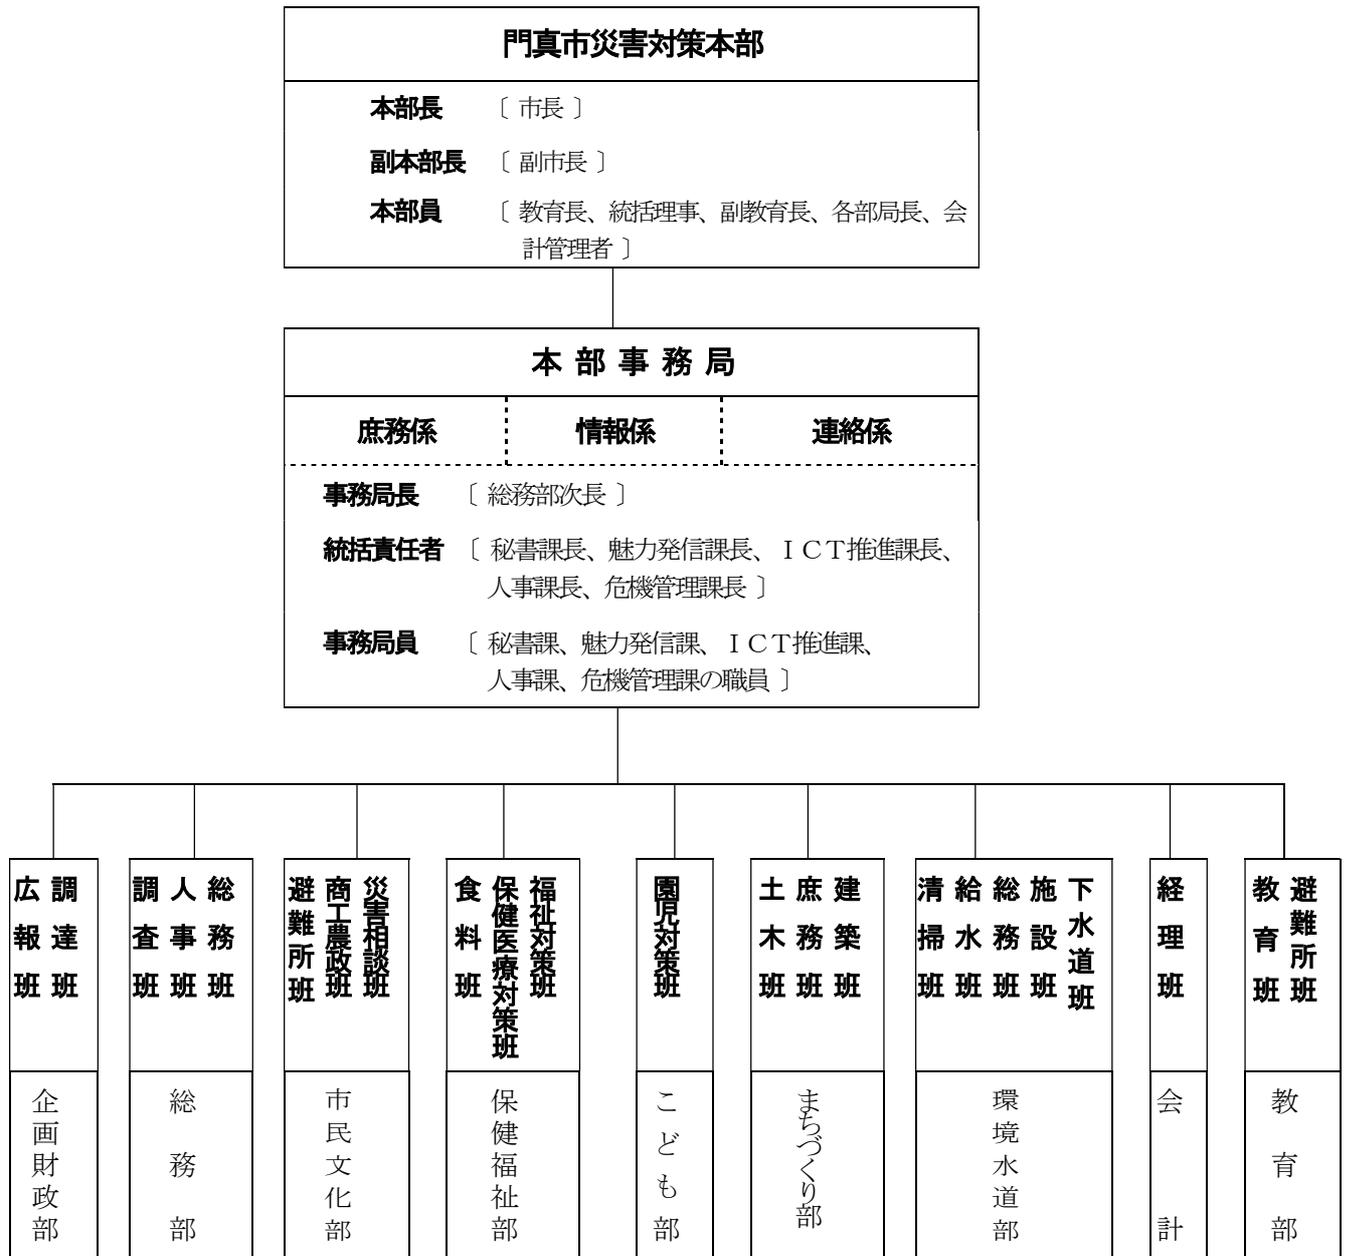 門真市災害対策本部
本部長 〔 市長 〕
副本部長 〔 副市長 〕
本部員 〔 教育長、統括理事、副教育長、各部局長、会
計管理者 〕
本部事務局
庶務係 情報係 連絡係
事務局長 〔 総務部次長 〕
統括責任者 〔 秘書課長、魅力発信課長、ＩＣＴ推進課長、
人事課長、危機管理課長 〕
事務局員 〔 秘書課、魅力発信課、ＩＣＴ推進課、
人事課、危機管理課の職員 〕
調達班
広報班
企画財政部
総務班
人事班
調査班
総務部
災害相談班
商工農政班
避難所班
市民文化部
福祉対策班
保健医療対策班
食料班
保健福祉部
園児対策班
こども部
建築班
庶務班
土木班
まちづくり部
下水道班
施設班
総務班
給水班
清掃班
環境水道部
経理班
会計
避難所班
教育班
教育部